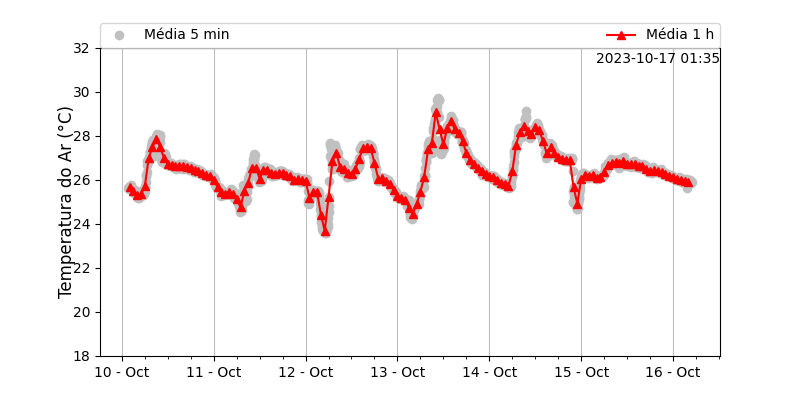 Média 5 min
Média 1 h
2023-10-17 01:35
Temperatura do Ar (°C)
32
30
28
26
24
22
20
18
10 - Oct
11 - Oct
12 - Oct
13 - Oct
14 - Oct
15 - Oct
16 - Oct